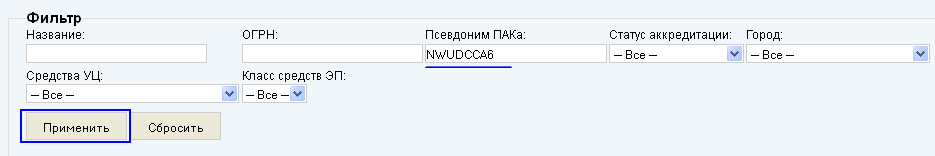 Фильтр
Название: ОГРН: Псевдоним ПАКа: Статус аккредитации: Город:
NWUDCCA6 -- Все -- -- Все --
Средства УЦ: Класс средств ЭП:
-- Все -- -- Все --
Применить Сбросить